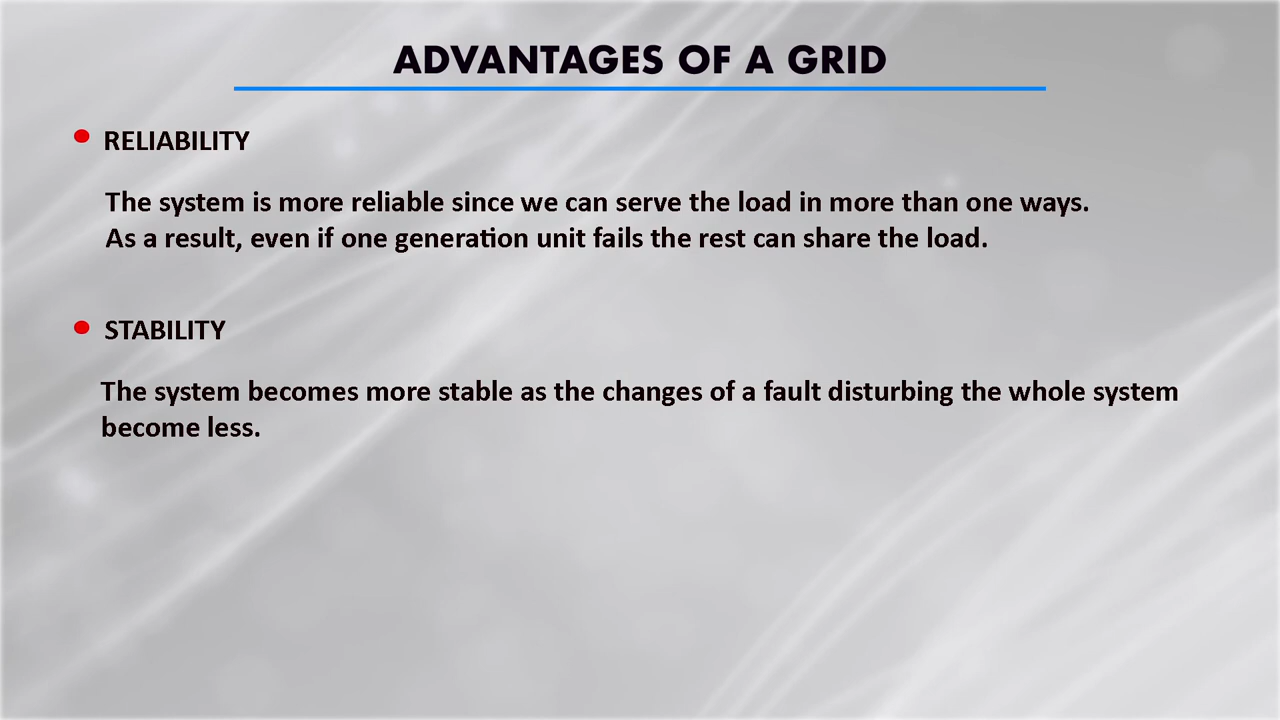 ADVANTAGES OF A GRID
• RELIABILITY
The system is more reliable since we can serve the load in more than one ways.
As a result, even if one generation unit fails the rest can share the load.
• STABILITY
The system becomes more stable as the changes of a fault disturbing the whole system
become less.